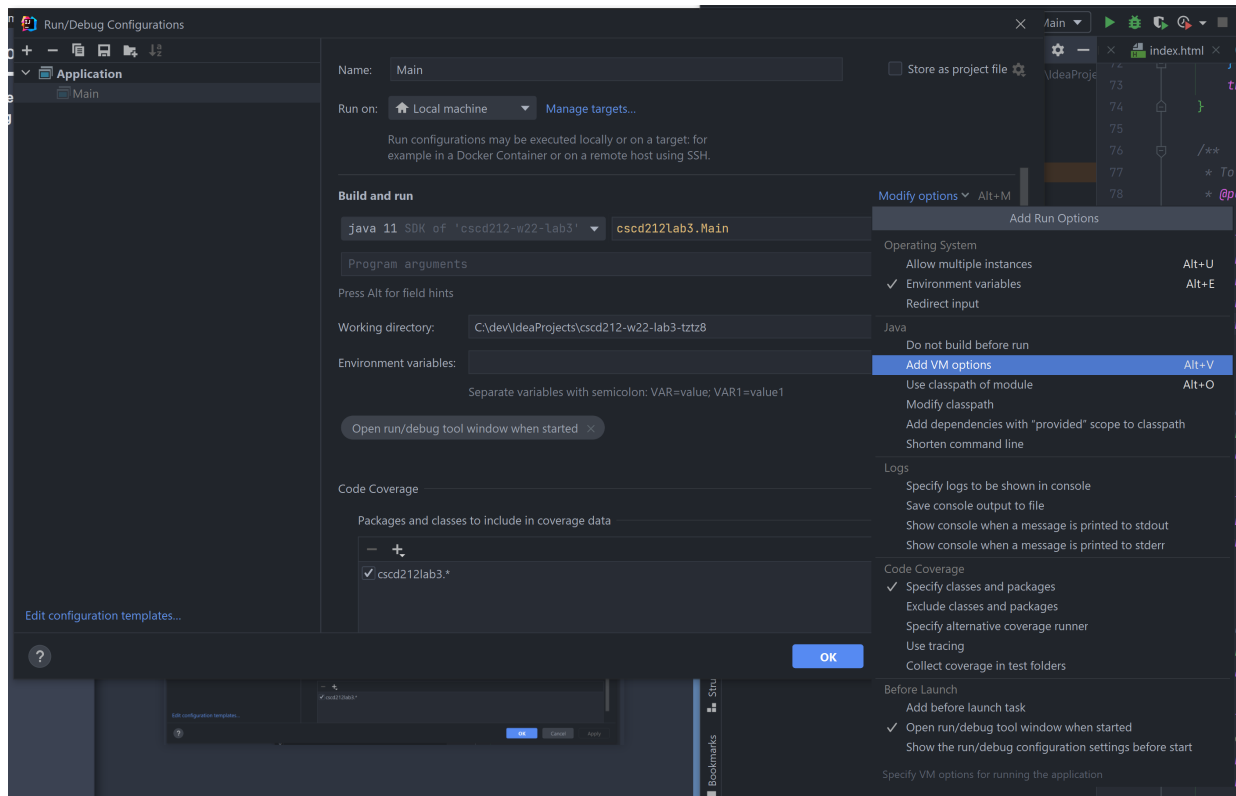 Run/Debug Configurations
Application
Main
Edit configuration templates...
Name: Main
Store as project file
Run on: Local machine Manage targets...
Run configurations may be executed locally or on a target: for
example in a Docker Container or on a remote host using SSH.
Build and run
Modify options Alt+M
java 11 SDK of 'cscd212-w22-lab3' cscd212lab3.Main
Program arguments
Press Alt for field hints
Working directory: C:\dev\IdeaProjects\cscd212-w22-lab3-tztz8
Environment variables:
Separate variables with semicolon: VAR=value; VAR1=value1
Open run/debug tool window when started
Code Coverage
Packages and classes to include in coverage data
cscd212lab3.*
?
OK
Add Run Options
Operating System
Allow multiple instances Alt+U
Environment variables Alt+E
Redirect input
Java
Do not build before run
Add VM options Alt+V
Use classpath of module Alt+O
Modify classpath
Add dependencies with "provided" scope to classpath
Shorten command line
Logs
Specify logs to be shown in console
Save console output to file
Show console when a message is printed to stdout
Show console when a message is printed to stderr
Code Coverage
Specify classes and packages
Exclude classes and packages
Specify alternative coverage runner
Use tracing
Collect coverage in test folders
Before Launch
Add before launch task
Open run/debug tool window when started
Show the run/debug configuration settings before start
Specify VM options for running the application
index.html
73
74 }
75
76 /**
77 * To
78 * @p
Bookmarks
cscd212lab3.*
Edit configuration templates...
?
OK Cancel Apply